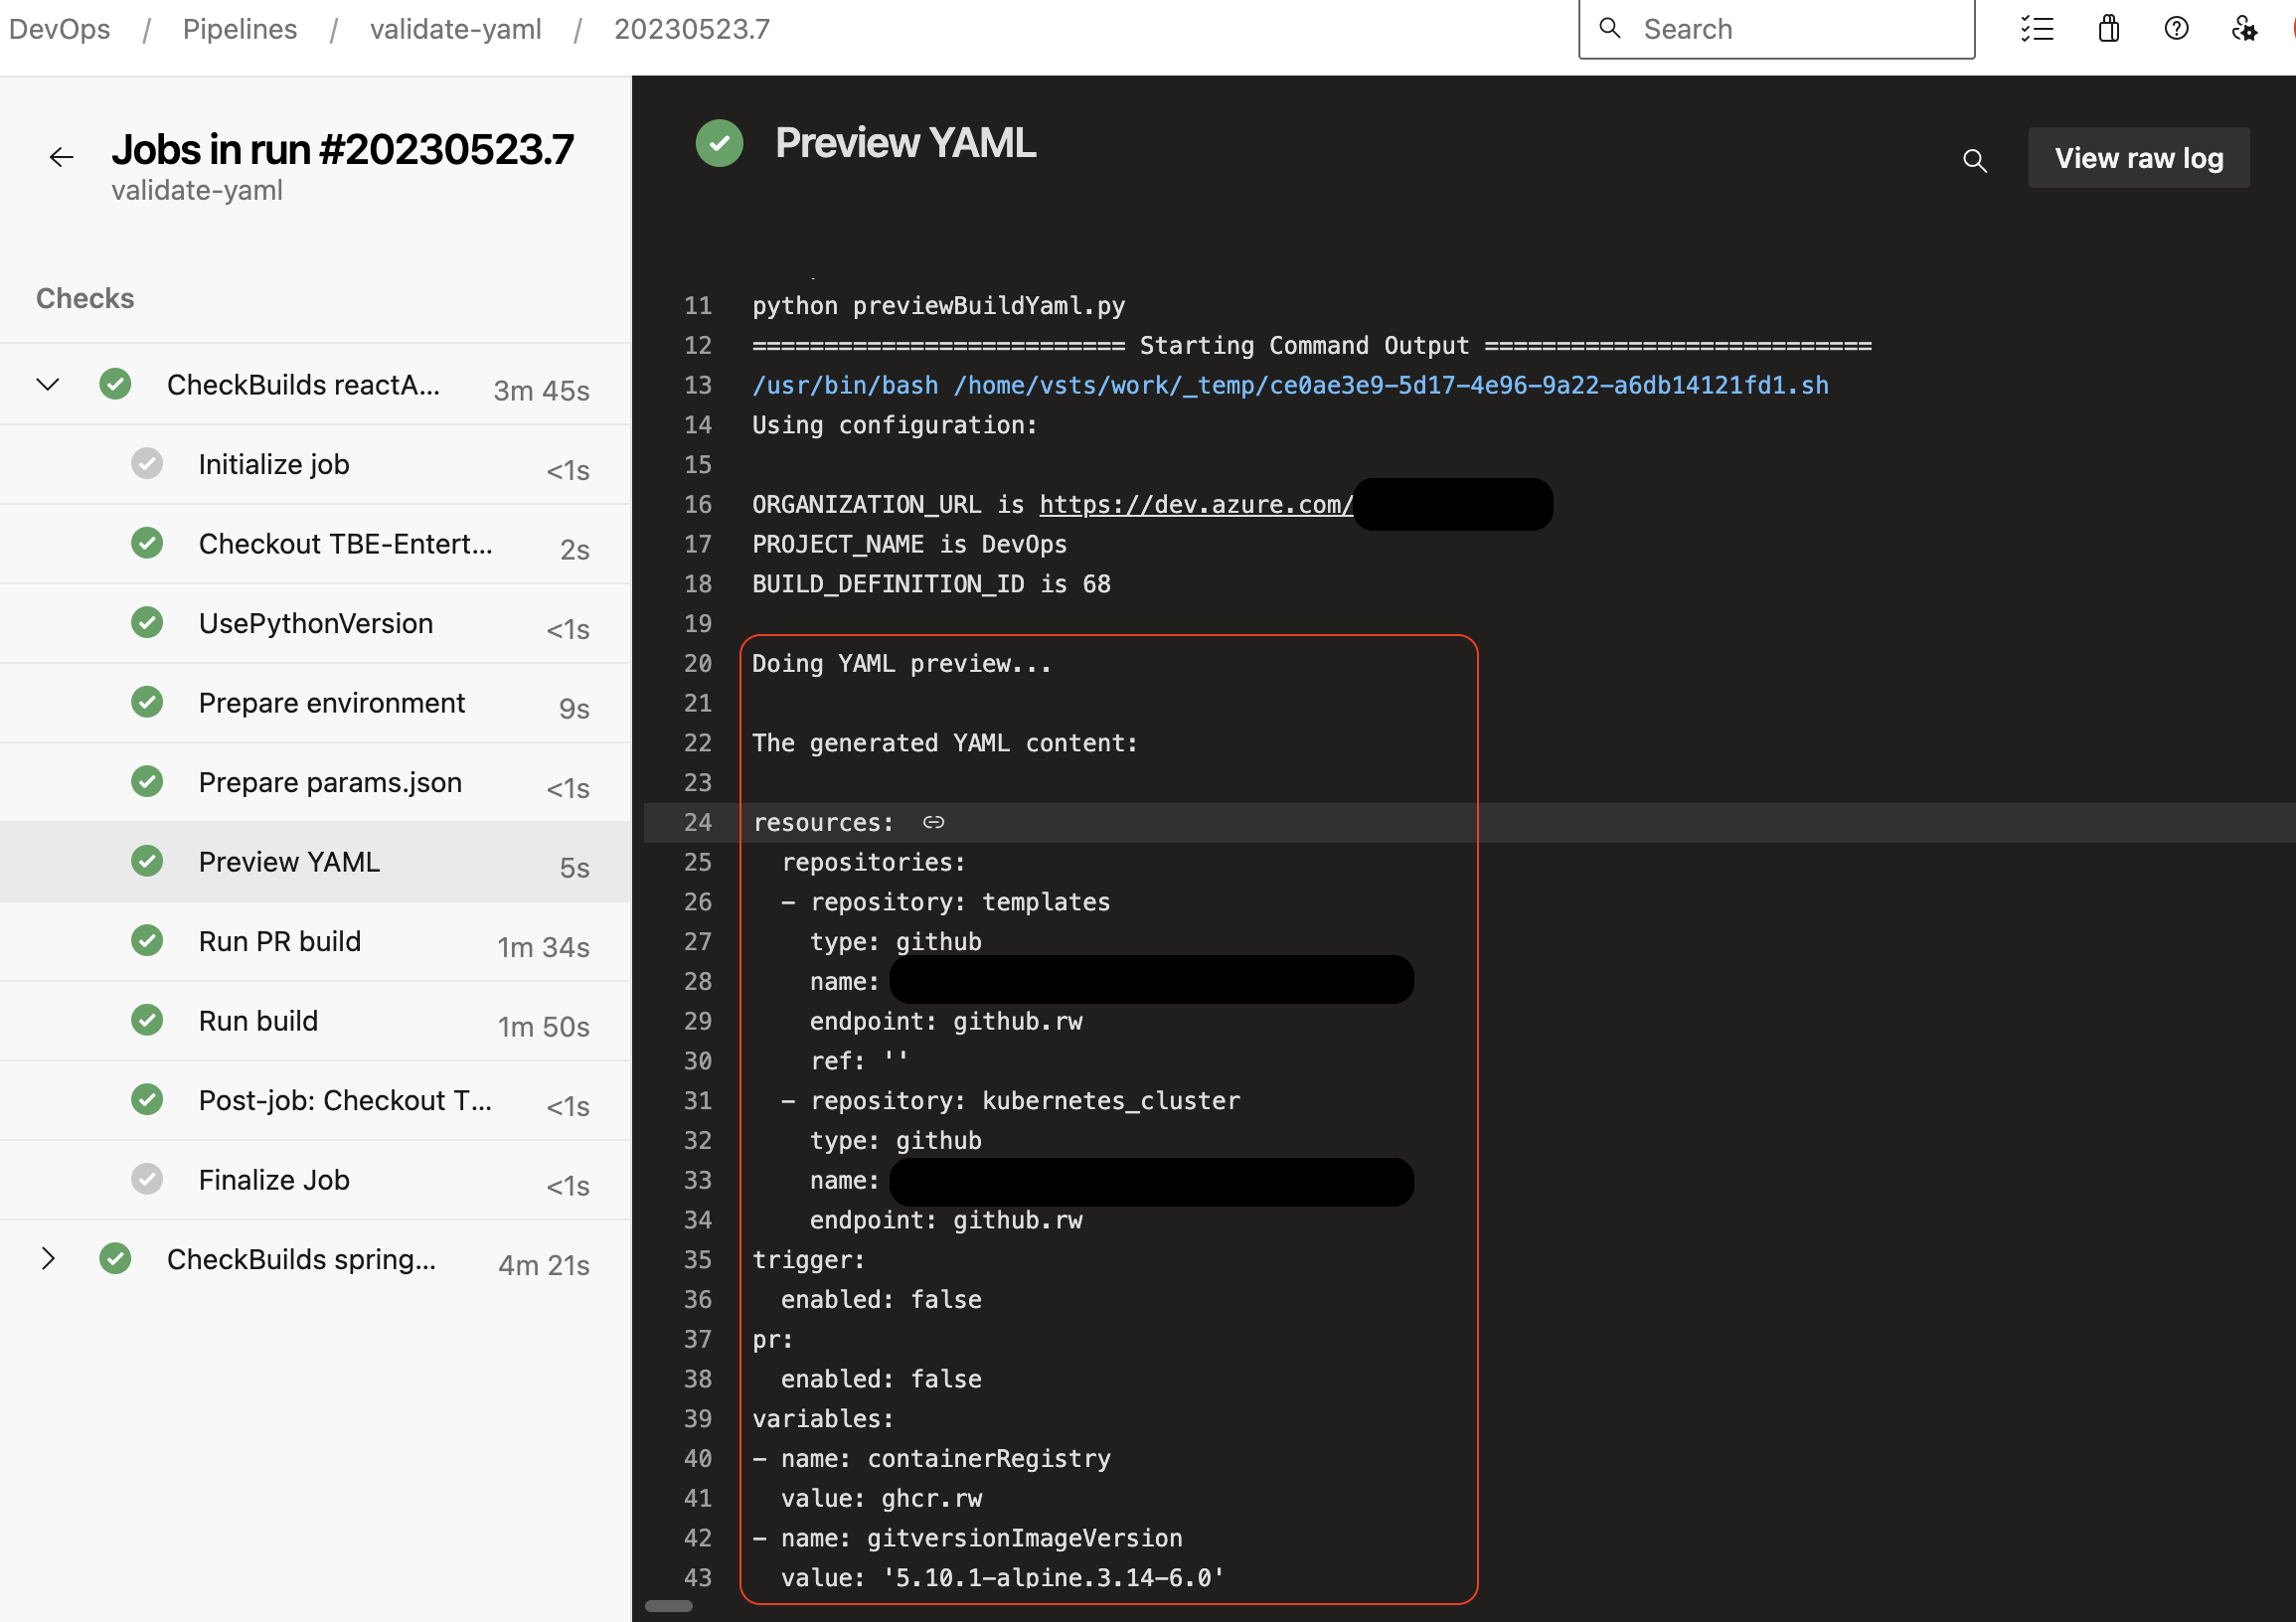 DevOps / Pipelines / validate-yaml / 20230523.7
Search
Jobs in run #20230523.7
validate-yaml
Checks
CheckBuilds reactA... 3m 45s
Initialize job <1s
Checkout TBE-Entert... 2s
UsePythonVersion <1s
Prepare environment 9s
Prepare params.json <1s
Preview YAML 5s
Run PR build 1m 34s
Run build 1m 50s
Post-job: Checkout T... <1s
Finalize Job <1s
CheckBuilds spring... 4m 21s
Preview YAML
View raw log
11 python previewBuildYaml.py
12 ========================== Starting Command Output ===========================
13 /usr/bin/bash /home/vsts/work/_temp/ce0ae3e9-5d17-4e96-9a22-a6db14121fd1.sh
14 Using configuration:
15
16 ORGANIZATION_URL is https://dev.azure.com/
17 PROJECT_NAME is DevOps
18 BUILD_DEFINITION_ID is 68
19
20 Doing YAML preview...
21
22 The generated YAML content:
23
24 resources:
25   repositories:
26   - repository: templates
27     type: github
28     name:
29     endpoint: github.rw
30     ref: ''
31   - repository: kubernetes_cluster
32     type: github
33     name:
34     endpoint: github.rw
35 trigger:
36   enabled: false
37 pr:
38   enabled: false
39 variables:
40 - name: containerRegistry
41   value: ghcr.rw
42 - name: gitversionImageVersion
43   value: '5.10.1-alpine.3.14-6.0'